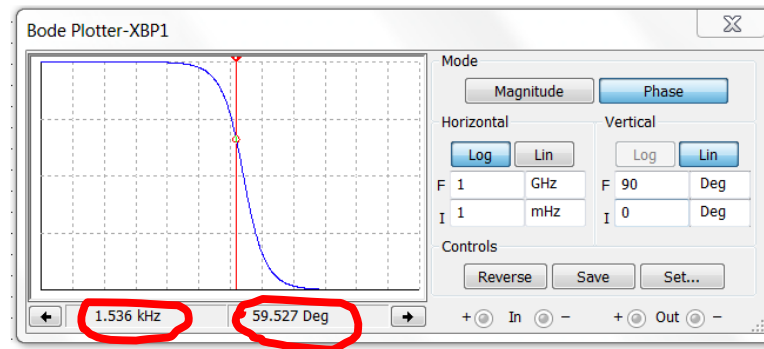 Bode Plotter-XBP1
Mode
Magnitude Phase
Horizontal Vertical
Log Lin Log Lin
F 1 GHz F 90 Deg
I 1 mHz I 0 Deg
Controls
Reverse Save Set...
1.536 kHz 59.527 Deg + In − + Out −